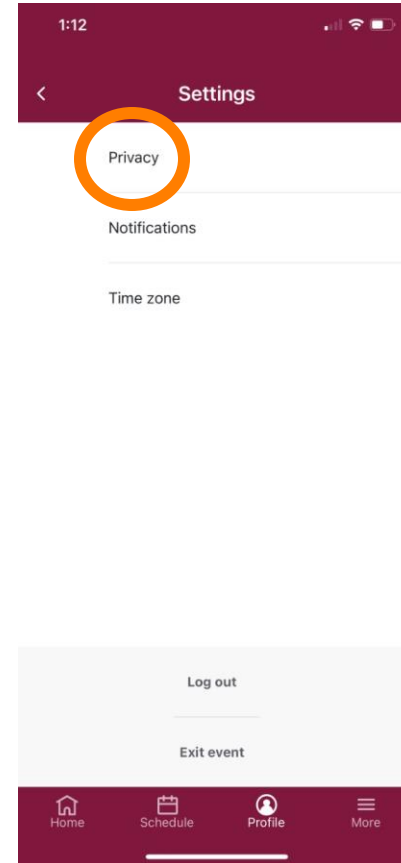 1:12
Settings
Privacy
Notifications
Time zone
Log out
Exit event
Home Schedule Profile More